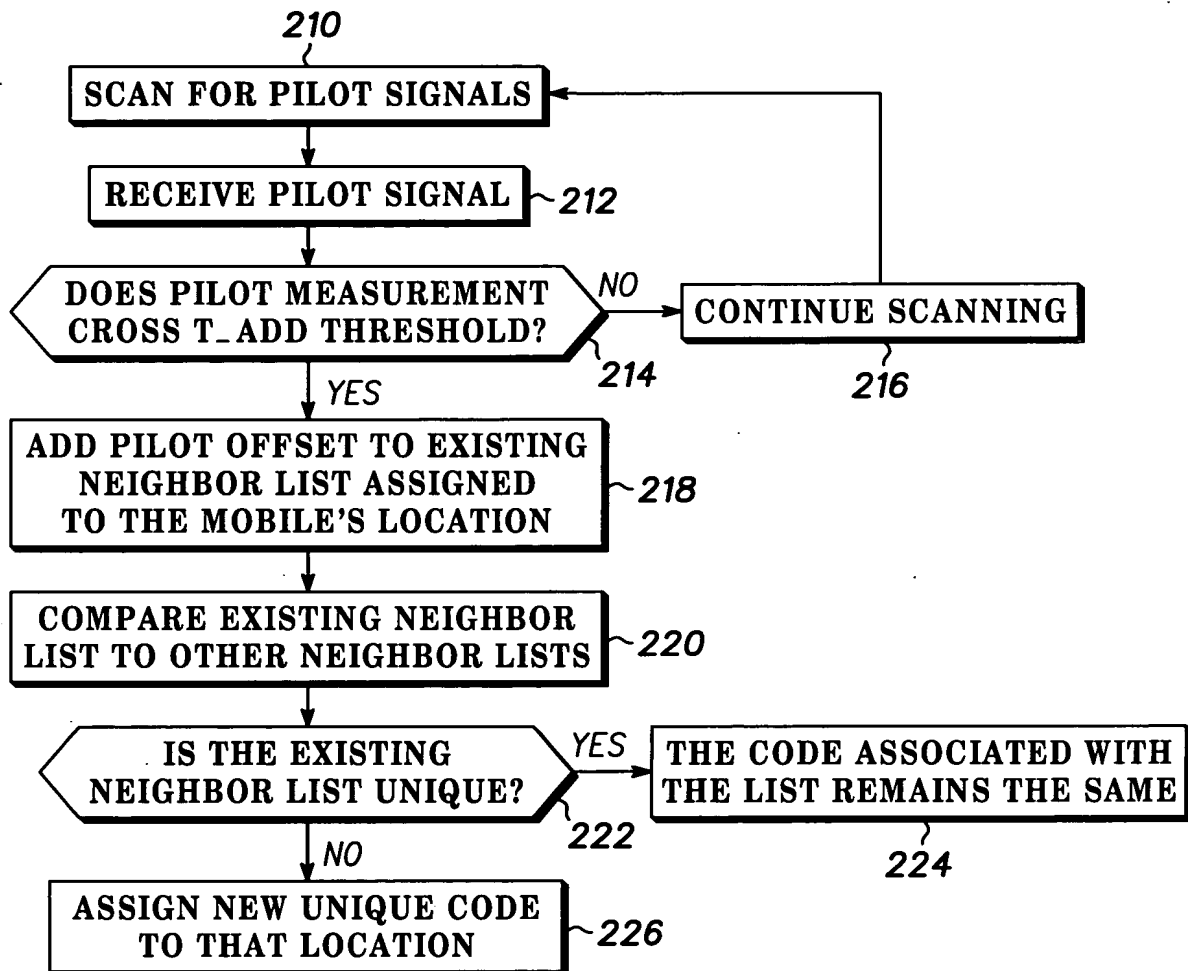 210
SCAN FOR PILOT SIGNALS
RECEIVE PILOT SIGNAL
212
DOES PILOT MEASUREMENT
CROSS T_ADD THRESHOLD?
NO
214
CONTINUE SCANNING
216
YES
ADD PILOT OFFSET TO EXISTING
NEIGHBOR LIST ASSIGNED
TO THE MOBILE'S LOCATION
218
COMPARE EXISTING NEIGHBOR
LIST TO OTHER NEIGHBOR LISTS
220
IS THE EXISTING
NEIGHBOR LIST UNIQUE?
YES
222
THE CODE ASSOCIATED WITH
THE LIST REMAINS THE SAME
224
NO
ASSIGN NEW UNIQUE CODE
TO THAT LOCATION
226